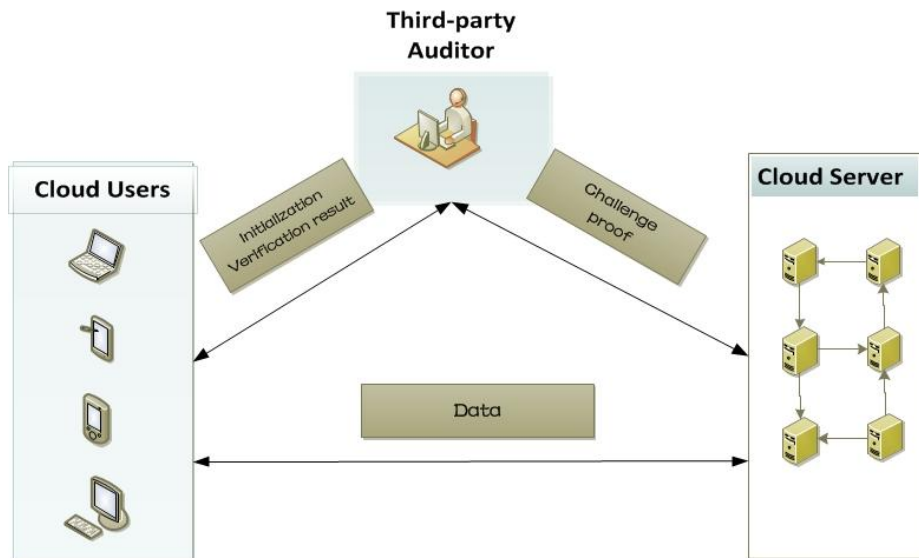 Third-party
Auditor
Cloud Users
Initialization
Verification result
Challenge
proof
Cloud Server
Data